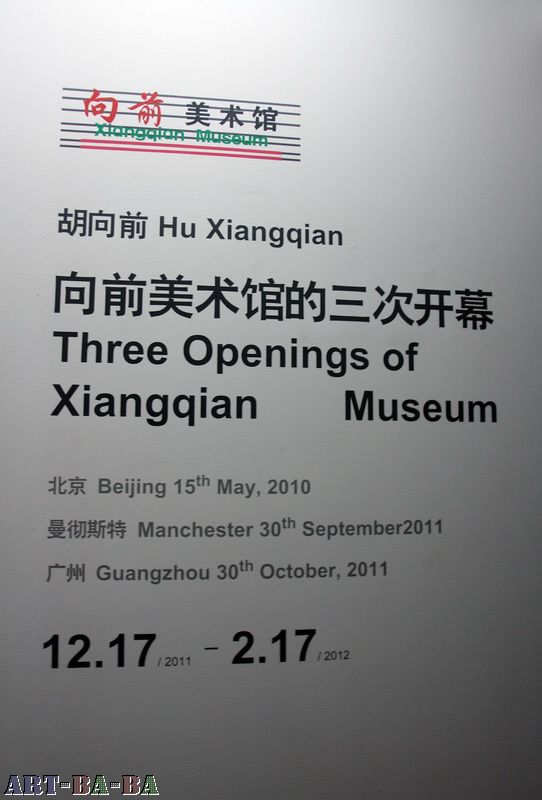 向前 美术馆
Xiangqian Museum
胡向前 Hu Xiangqian
向前美术馆的三次开幕
Three Openings of
Xiangqian Museum
北京 Beijing 15th May, 2010
曼彻斯特 Manchester 30th September2011
广州 Guangzhou 30th October, 2011
12.17 / 2011 – 2.17 / 2012
ART-BA-BA